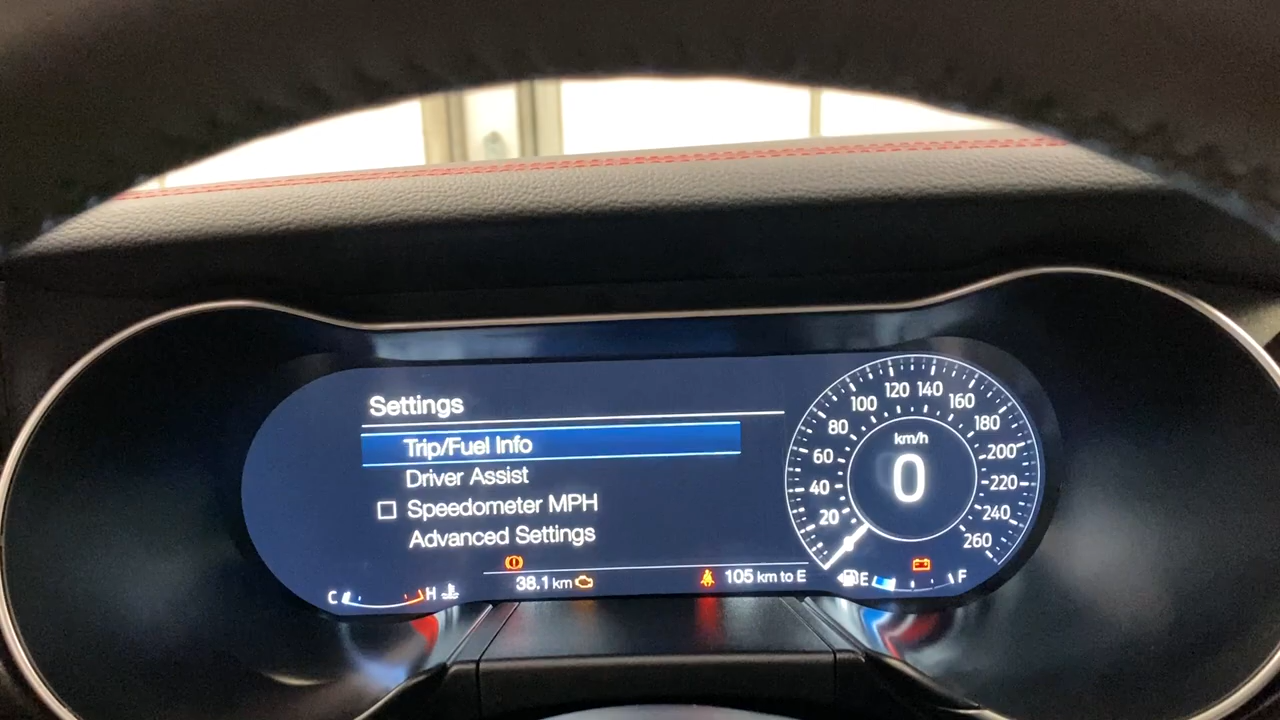 Settings
Trip/Fuel Info
Driver Assist
Speedometer MPH
Advanced Settings
C
H
38.1 km
105 km to E
20
40
60
80
100
120
140
160
180
200
220
240
260
km/h
0
E
F